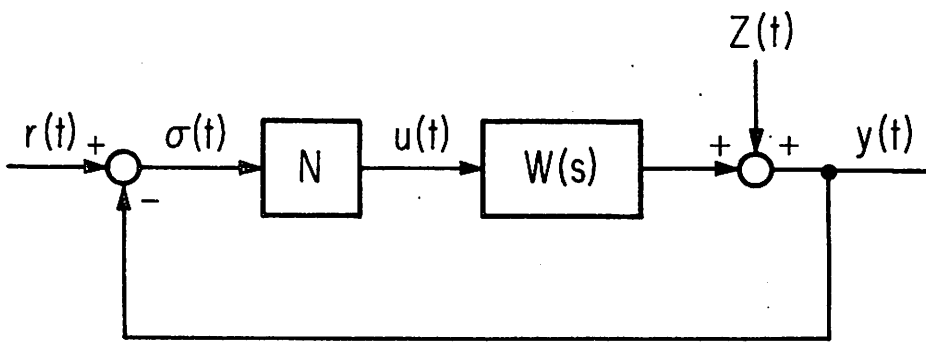 Z(t)
r(t) + σ(t) N u(t) W(s) + + y(t)
-